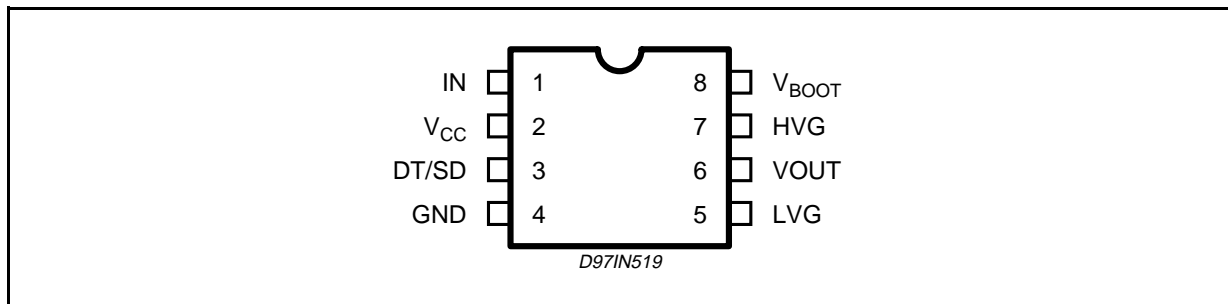 IN 1 8 VBOOT
VCC 2 7 HVG
DT/SD 3 6 VOUT
GND 4 5 LVG
D97IN519